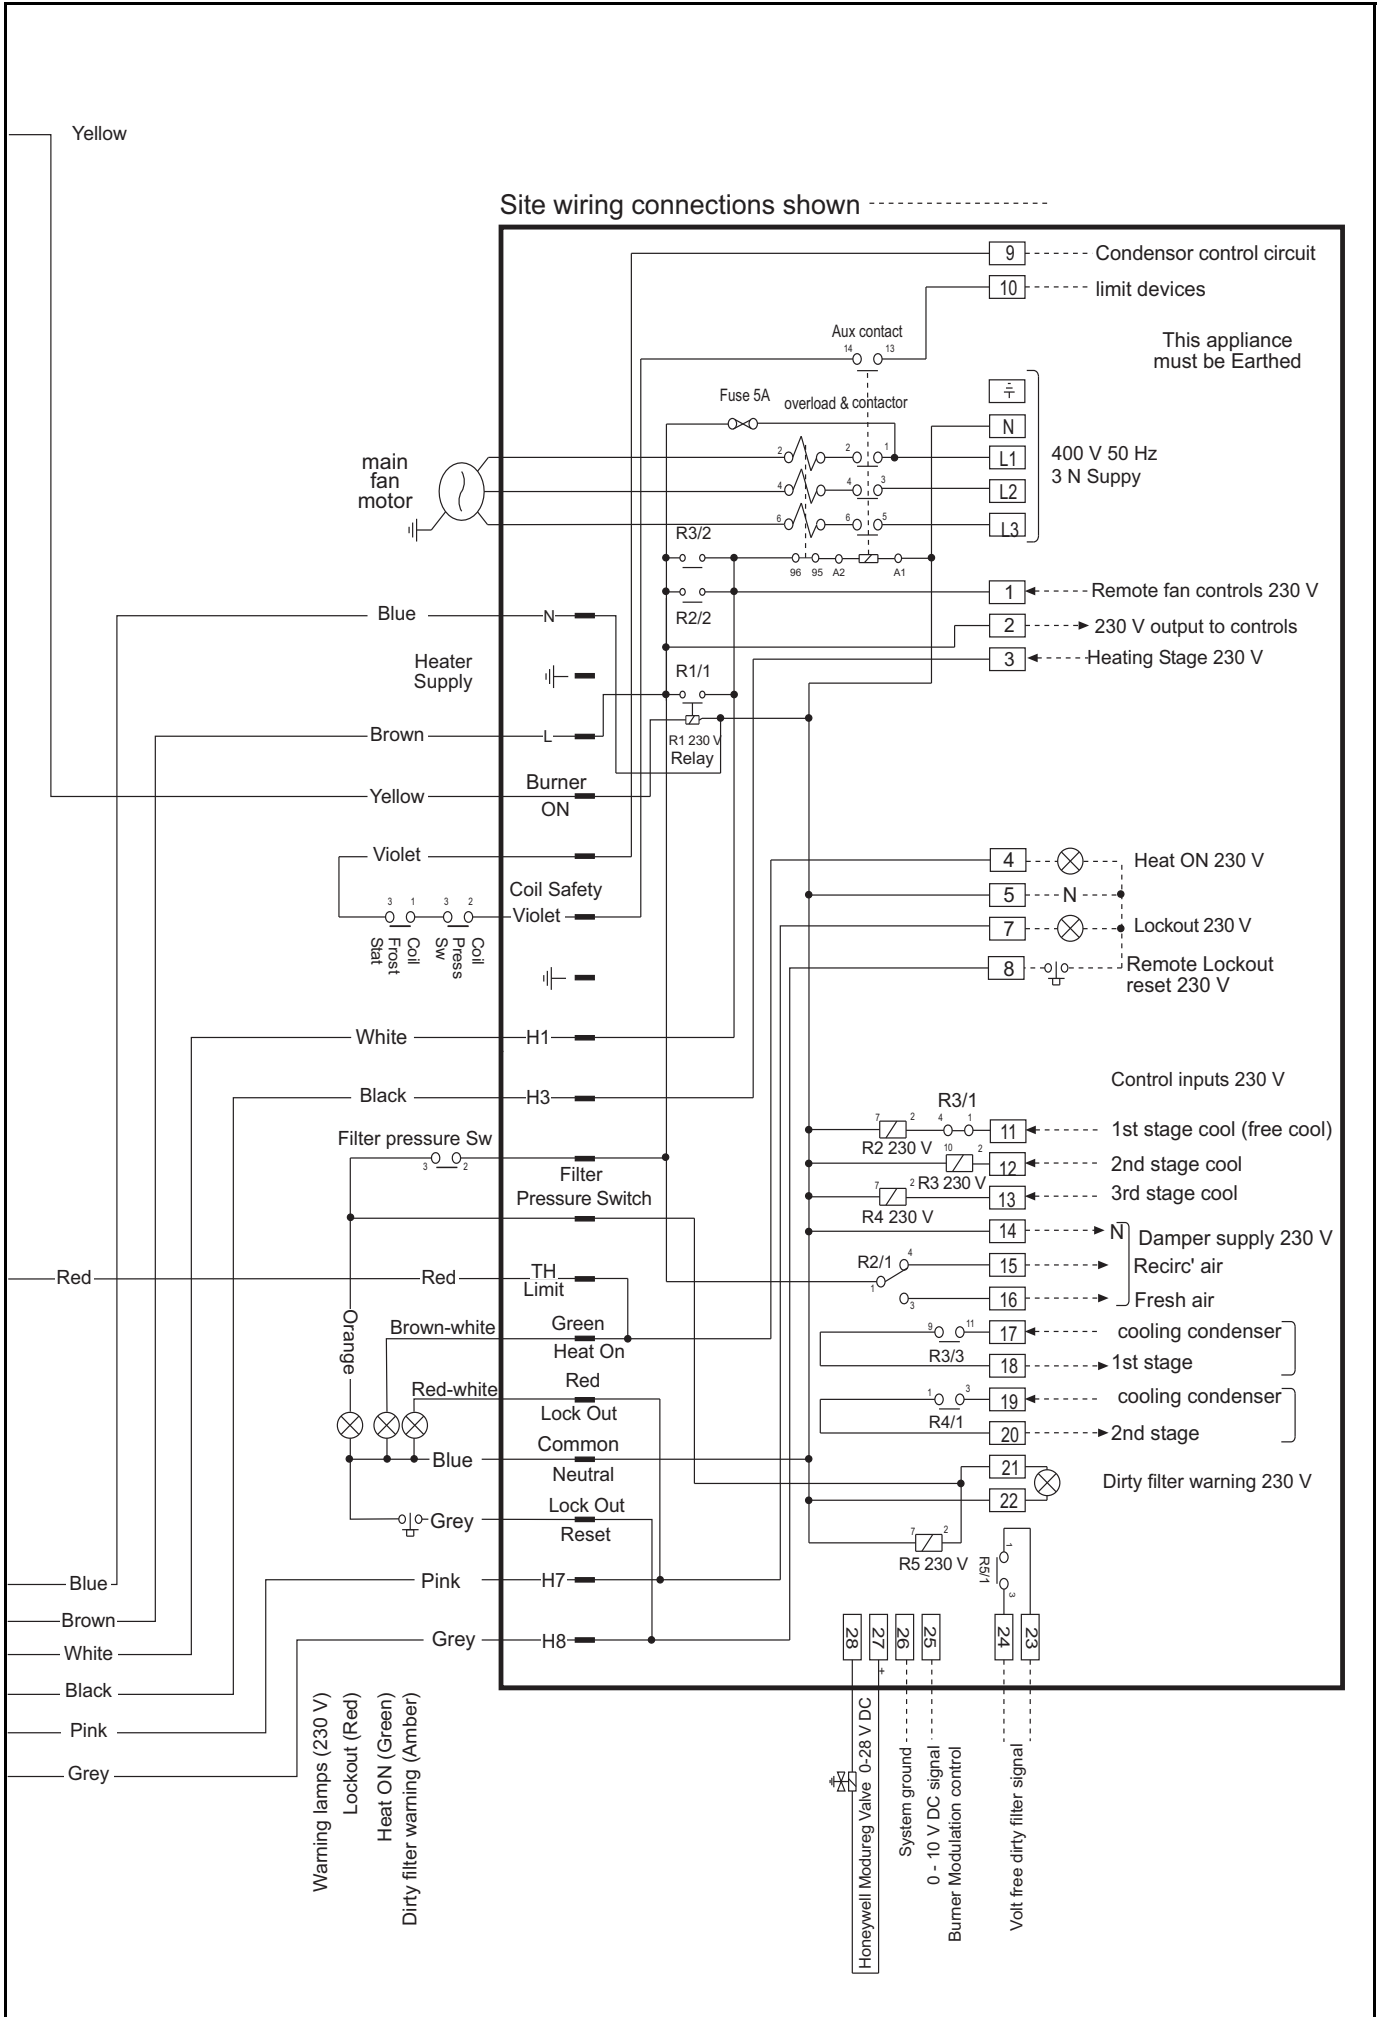 Yellow
Site wiring connections shown
9 Condensor control circuit
10 limit devices
Aux contact
14 13
This appliance
must be Earthed
Fuse 5A
overload & contactor
N
2 2 1 L1
4 4 3 L2
6 6 5 L3
400 V 50 Hz
3 N Suppy
main
fan
motor
R3/2
96 95 A2 A1
R2/2
1 Remote fan controls 230 V
2 230 V output to controls
3 Heating Stage 230 V
Blue N
Heater
Supply
R1/1
Brown L
R1 230 V
Relay
Yellow
Burner
ON
Violet
Coil Safety
Violet
3 1 3 2
Coil
Frost
Stat
Coil
Press
Sw
4 Heat ON 230 V
5 N
7 Lockout 230 V
8 Remote Lockout
reset 230 V
White H1
Black H3
Control inputs 230 V
R3/1
7 2 4 1
11 1st stage cool (free cool)
R2 230 V
10 2
12 2nd stage cool
R3 230 V
7 2
13 3rd stage cool
R4 230 V
Filter pressure Sw
3 2
Filter
Pressure Switch
14 N
Damper supply 230 V
R2/1
4
1
3
15 Recirc' air
16 Fresh air
9 11
17 cooling condenser
R3/3
18 1st stage
1 3
19 cooling condenser
R4/1
20 2nd stage
21
22
Dirty filter warning 230 V
7 2
R5 230 V
R5/1
1
3
Red Red
TH
Limit
Orange
Brown-white
Green
Heat On
Red-white
Red
Lock Out
Blue
Common
Neutral
Grey
Lock Out
Reset
Pink H7
Grey H8
Blue
Brown
White
Black
Pink
Grey
28 27 26 25 24 23
+
Warning lamps (230 V)
Lockout (Red)
Heat ON (Green)
Dirty filter warning (Amber)
Honeywell Modureg Valve 0-28 V DC
System ground
0 - 10 V DC signal
Burner Modulation control
Volt free dirty filter signal